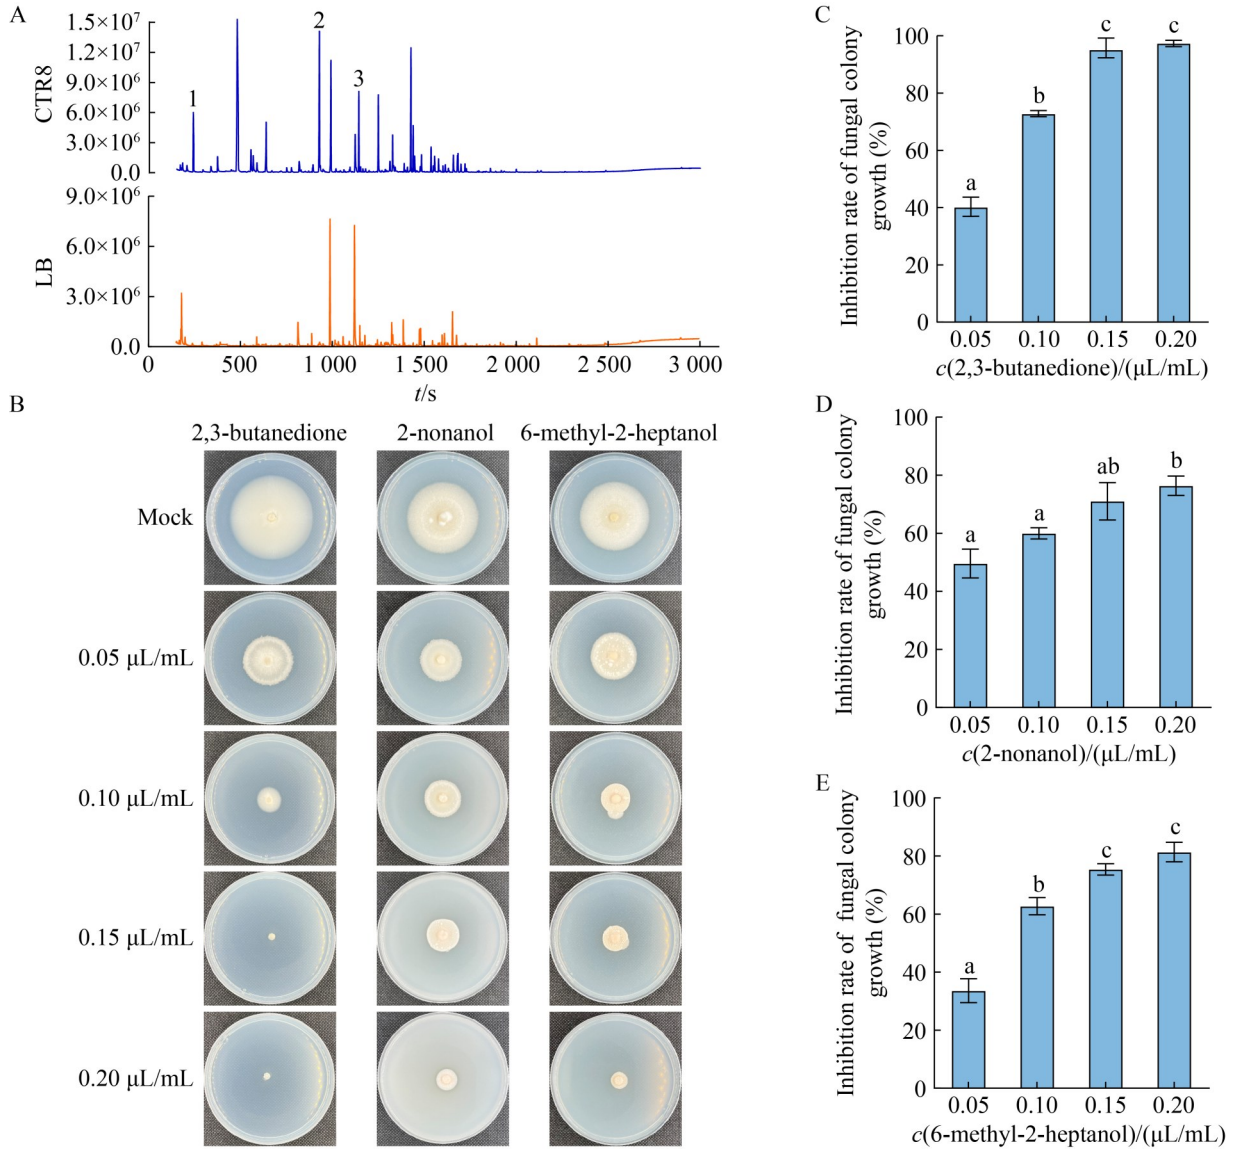 A
CTR8
1.5×10⁷
1.2×10⁷
9.0×10⁶
6.0×10⁶
3.0×10⁶
0.0
1
2
3
LB
9.0×10⁶
6.0×10⁶
3.0×10⁶
0.0
0 500 1 000 1 500 2 000 2 500 3 000
t/s
B
2,3-butanedione 2-nonanol 6-methyl-2-heptanol
Mock
0.05 μL/mL
0.10 μL/mL
0.15 μL/mL
0.20 μL/mL
C
Inhibition rate of fungal colony
growth (%)
100
80
60
40
20
0
a
b
c
c
0.05 0.10 0.15 0.20
c(2,3-butanedione)/(μL/mL)
D
Inhibition rate of fungal colony
growth (%)
100
80
60
40
20
0
a
a
ab
b
0.05 0.10 0.15 0.20
c(2-nonanol)/(μL/mL)
E
Inhibition rate of fungal colony
growth (%)
100
80
60
40
20
0
a
b
c
c
0.05 0.10 0.15 0.20
c(6-methyl-2-heptanol)/(μL/mL)